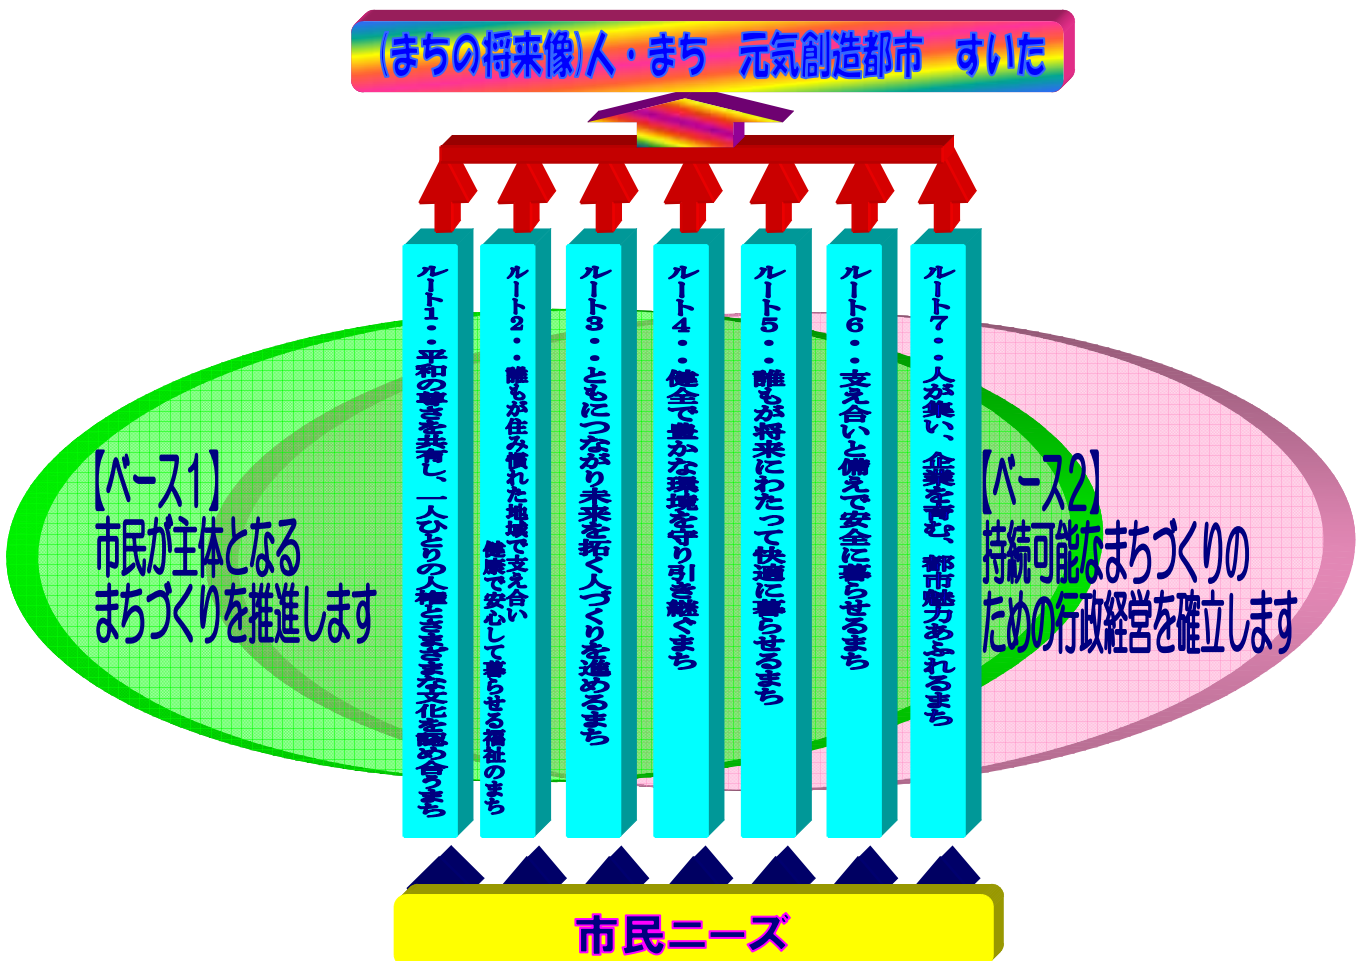 (まちの将来像)人・まち　元気創造都市　すいた
ルート1・・平和の尊さを共有し、一人ひとりの人権とさまざまな文化を認め合うまち
ルート2・・誰もが住み慣れた地域で支え合い
健康で安心して暮らせる福祉のまち
ルート3・・ともにつながり未来を拓く人づくりを進めるまち
ルート4・・健全で豊かな環境を守り引き継ぐまち
ルート5・・誰もが将来にわたって快適に暮らせるまち
ルート6・・支え合いと備えで安全に暮らせるまち
ルート7・・人が集い、企業を育む、都市魅力あふれるまち
【ベース1】
市民が主体となる
まちづくりを推進します
【ベース2】
持続可能なまちづくりの
ための行政経営を確立します
市民ニーズ